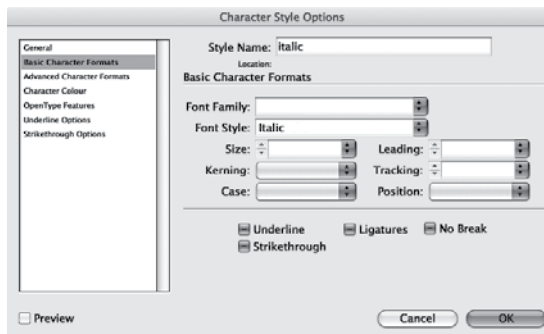 Character Style Options
General
Basic Character Formats
Advanced Character Formats
Character Colour
OpenType Features
Underline Options
Strikethrough Options
Style Name: italic
Location:
Basic Character Formats
Font Family:
Font Style: Italic
Size: Leading:
Kerning: Tracking:
Case: Position:
Underline Ligatures No Break
Strikethrough
Preview Cancel OK